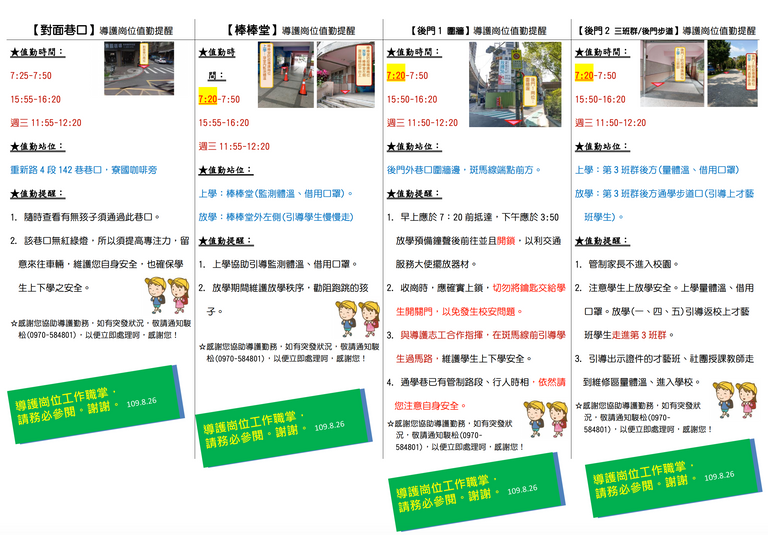 【對面巷口】導護崗位值勤提醒
★值勤時間：
7:25-7:50
15:55-16:20
週三 11:55-12:20
★值勤站位：
重新路 4 段 142 巷巷口，寮國咖啡旁
★值勤提醒：
1. 隨時查看有無孩子須通過此巷口。
2. 該巷口無紅綠燈，所以須提高專注力，留
意來往車輛，維護您自身安全，也確保學
生上下學之安全。
☆感謝您協助導護勤務，如有突發狀況，敬請通知駿
松(0970-584801)，以便立即處理呵，感謝您！
導護崗位工作職掌，
請務必參閱。謝謝。 109.8.26
【棒棒堂】導護崗位值勤提醒
★值勤時
間：
7:20-7:50
15:55-16:20
週三 11:55-12:20
★值勤站位：
上學：棒棒堂(監測體溫、借用口罩)。
放學：棒棒堂外左側(引導學生慢慢走)
★值勤提醒：
1. 上學協助引導監測體溫、借用口罩。
2. 放學期間維護放學秩序，勸阻跑跳的孩
子。
☆感謝您協助導護勤務，如有突發狀況，敬請通知駿
松(0970-584801)，以便立即處理呵，感謝您！
導護崗位工作職掌，
請務必參閱。謝謝。 109.8.26
【後門 1 圍牆】導護崗位值勤提醒
★值勤時間：
7:20-7:50
15:50-16:20
週三 11:50-12:20
★值勤站位：
後門外巷口圍牆邊，斑馬線端點前方。
★值勤提醒：
1. 早上應於 7：20 前抵達，下午應於 3:50
放學預備鐘聲後前往並且開鎖，以利交通
服務大使擺放器材。
2. 收崗時，應確實上鎖，切勿將鑰匙交給學
生開關門，以免發生校安問題。
3. 與導護志工合作指揮，在斑馬線前引導學
生過馬路，維護學生上下學安全。
4. 通學巷已有管制路段、行人時相，依然請
您注意自身安全。
☆感謝您協助導護勤務，如有突發狀
況，敬請通知駿松(0970-
584801)，以便立即處理呵，感謝您！
導護崗位工作職掌，
請務必參閱。謝謝。 109.8.26
【後門 2 三班群/後門步道】導護崗位值勤提醒
★值勤時間：
7:20-7:50
15:50-16:20
週三 11:50-12:20
★值勤站位：
上學：第 3 班群後方(量體溫、借用口罩)
放學：第 3 班群後方通學步道口(引導上才藝
班學生)。
★值勤提醒：
1. 管制家長不進入校園。
2. 注意學生上放學安全。上學量體溫、借用
口罩。放學(一、四、五)引導返校上才藝
班學生走進第 3 班群。
3. 引導出示證件的才藝班、社團授課教師走
到維修區量體溫、進入學校。
☆感謝您協助導護勤務，如有突發狀
況，敬請通知駿松(0970-
584801)，以便立即處理呵，感謝您！
導護崗位工作職掌，
請務必參閱。謝謝。 109.8.26